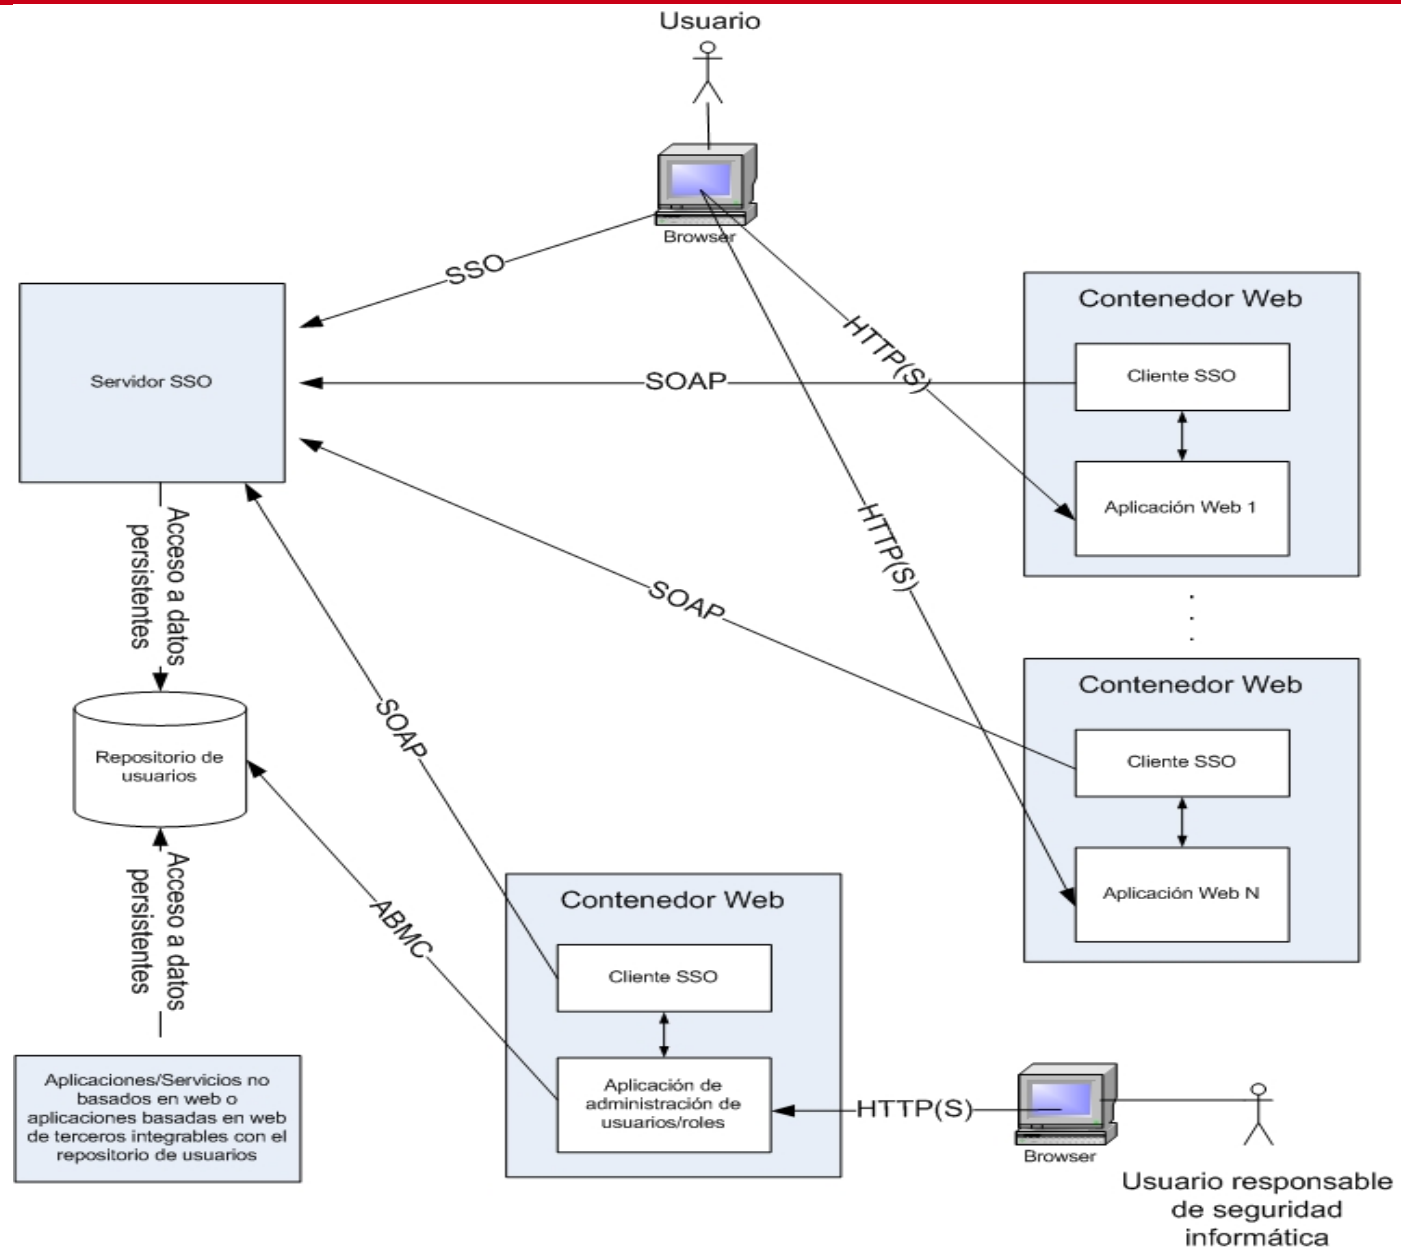 Usuario
Browser
SSO
HTTP(S)
Contenedor Web
Servidor SSO
SOAP
Cliente SSO
Aplicación Web 1
HTTP(S)
Acceso a datos
persistentes
SOAP
.
.
.
Contenedor Web
Cliente SSO
Aplicación Web N
SOAP
Repositorio de
usuarios
Acceso a datos
persistentes
ABMC
Contenedor Web
Cliente SSO
Aplicación de
administración de
usuarios/roles
HTTP(S)
Browser
Aplicaciones/Servicios no
basados en web o
aplicaciones basadas en web
de terceros integrables con el
repositorio de usuarios
Usuario responsable
de seguridad
informática